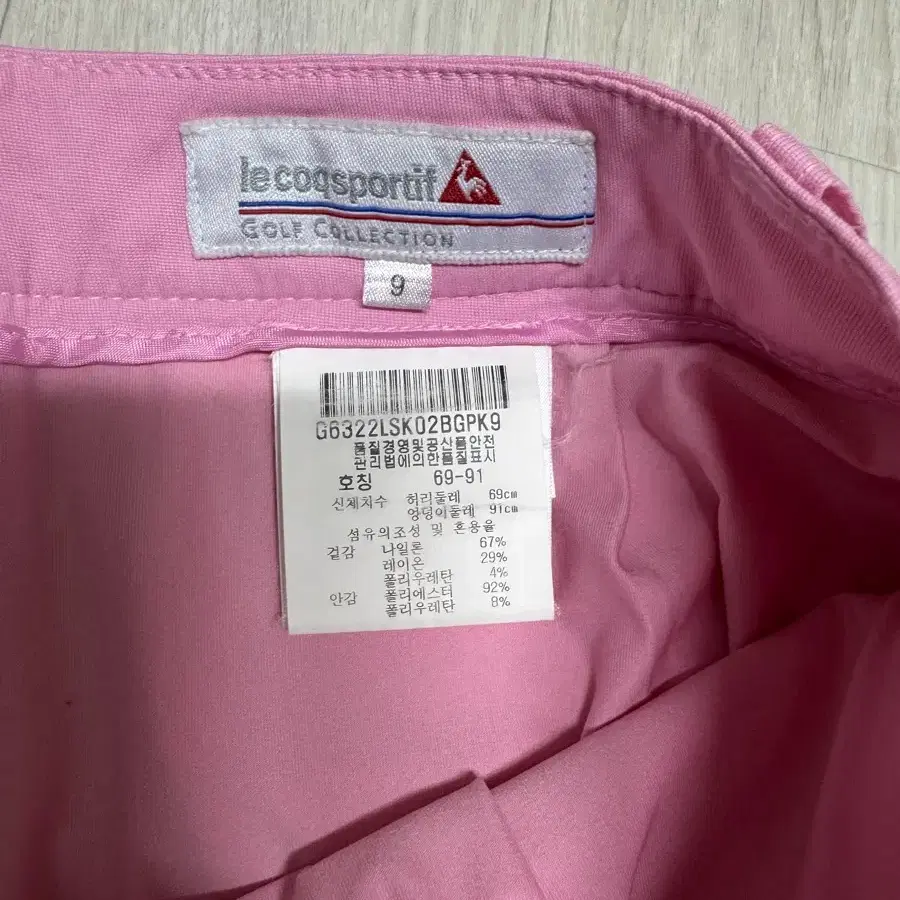 lecoqsportif
GOLF COLLECTION
9
G6322LSK02BGPK9
품질경영및공산품안전
관리법에의한품질표시
호칭 69-91
신체치수 허리둘레 69cm
엉덩이둘레 91cm
섬유의조성 및 혼용율
겉감 나일론 67%
레이온 29%
폴리우레탄 4%
안감 폴리에스터 92%
폴리우레탄 8%